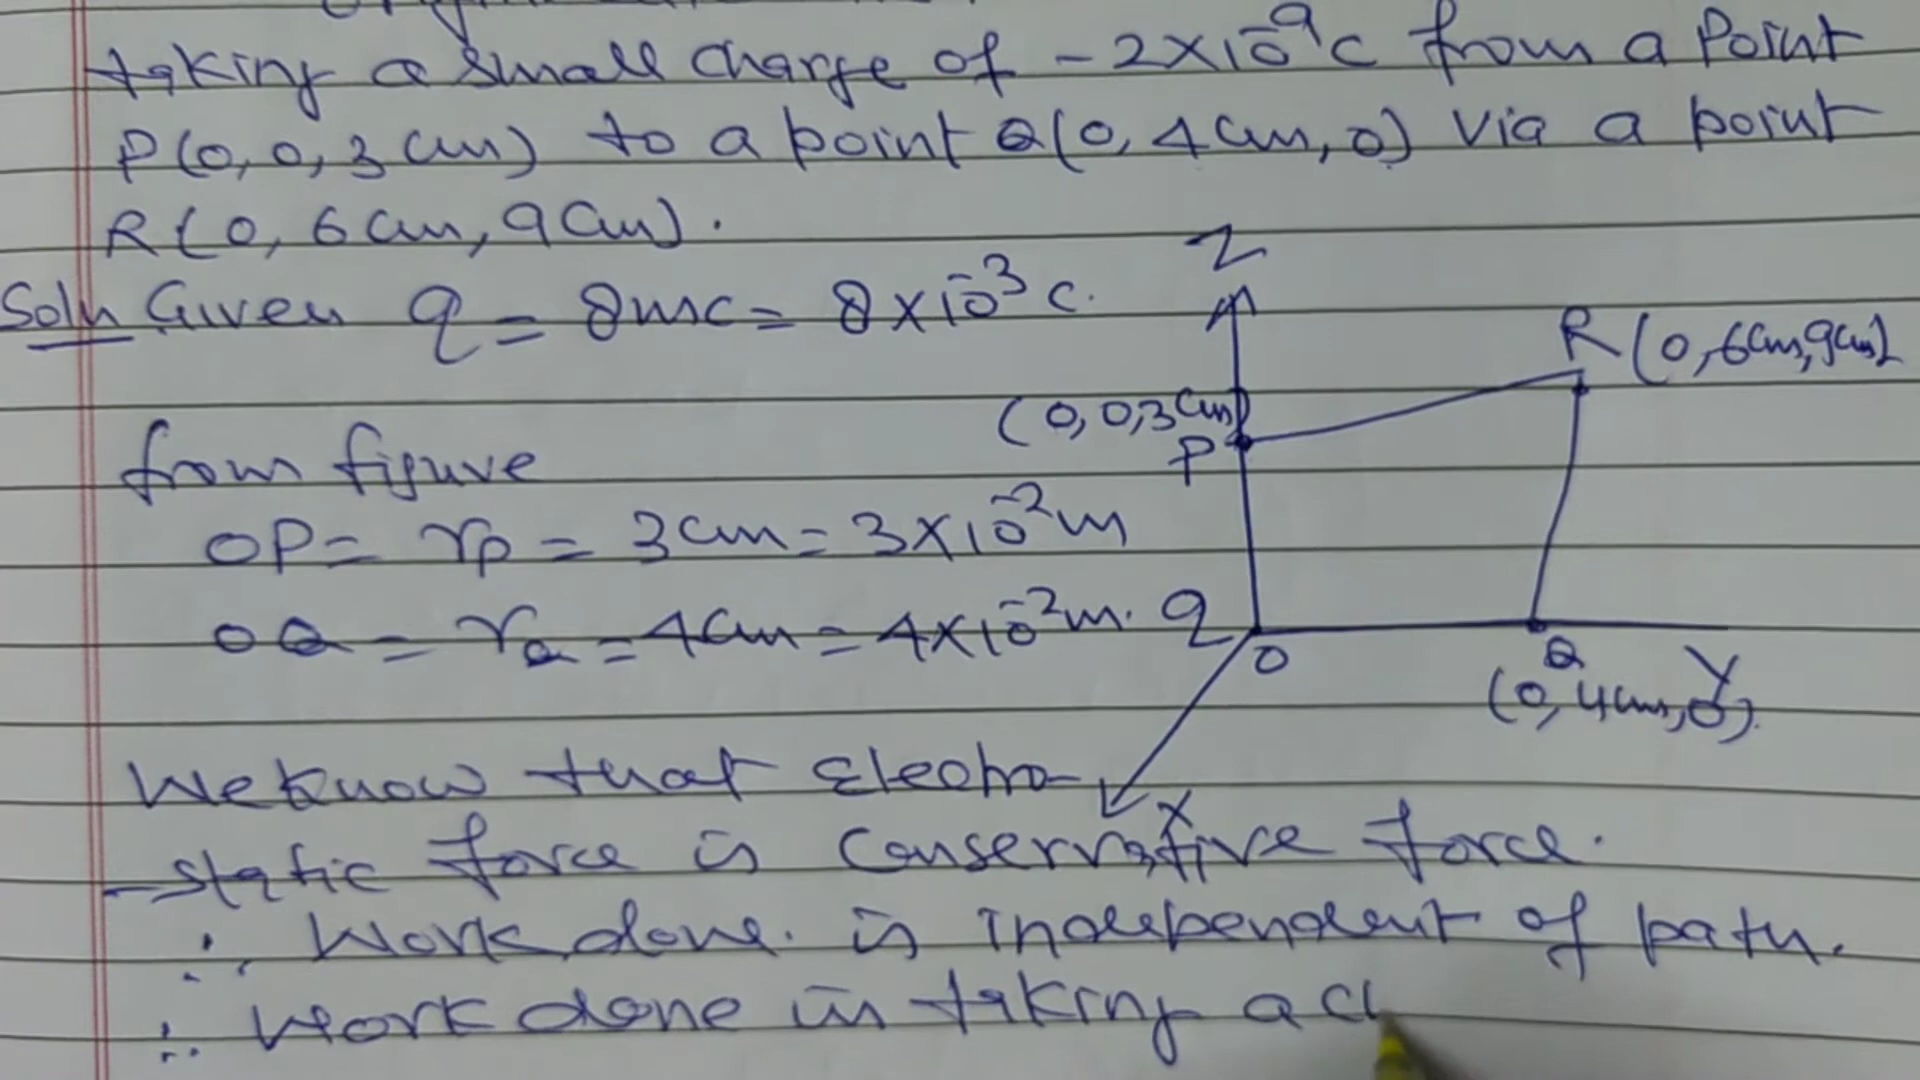 taking a small charge of -2×10⁻⁹C from a Point
P(0, 0, 3cm) to a point Q(0, 4cm, 0) via a point
R(0, 6cm, 9cm).
Soln Given q = 8mC = 8×10⁻³C.
Z
R(0, 6cm, 9cm)
(0, 0, 3cm)
P
from figure
OP = rp = 3cm = 3×10⁻²m
OQ = rQ = 4cm = 4×10⁻²m.
q
O
Q
Y
(0, 4cm, 0).
X
We know that Electro
-static force is Conservative force.
∴ Work done. is independent of path.
∴ Work done in taking a